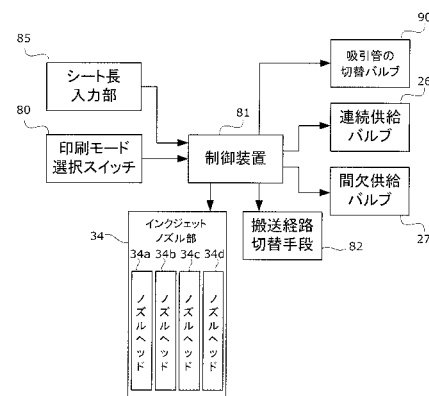 85
シート長
入力部
80
印刷モード
選択スイッチ
81
制御装置
90
吸引管の
切替バルブ
26
連続供給
バルブ
間欠供給
バルブ
27
搬送経路
切替手段
82
インクジェット
ノズル部
34
34a 34b 34c 34d
ノズルヘッド
ノズルヘッド
ノズルヘッド
ノズルヘッド